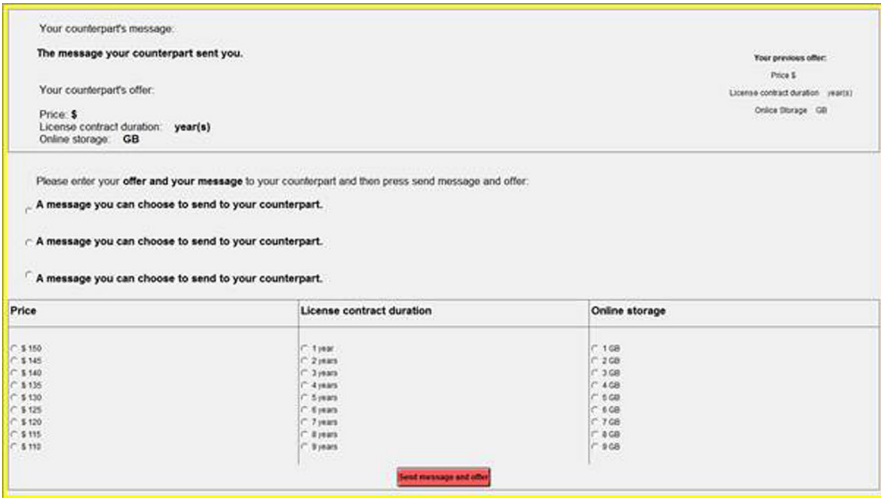 Your counterpart's message:
The message your counterpart sent you.
Your counterpart's offer:
Price: $
License contract duration: year(s)
Online storage: GB
Your previous offer:
Price $
License contract duration year(s)
Onlice Storage GB
Please enter your offer and your message to your counterpart and then press send message and offer:
A message you can choose to send to your counterpart.
A message you can choose to send to your counterpart.
A message you can choose to send to your counterpart.
Price License contract duration Online storage
$ 150 1 year 1 GB
$ 145 2 years 2 GB
$ 140 3 years 3 GB
$ 135 4 years 4 GB
$ 130 5 years 5 GB
$ 125 6 years 6 GB
$ 120 7 years 7 GB
$ 115 8 years 8 GB
$ 110 9 years 9 GB
Send message and offer